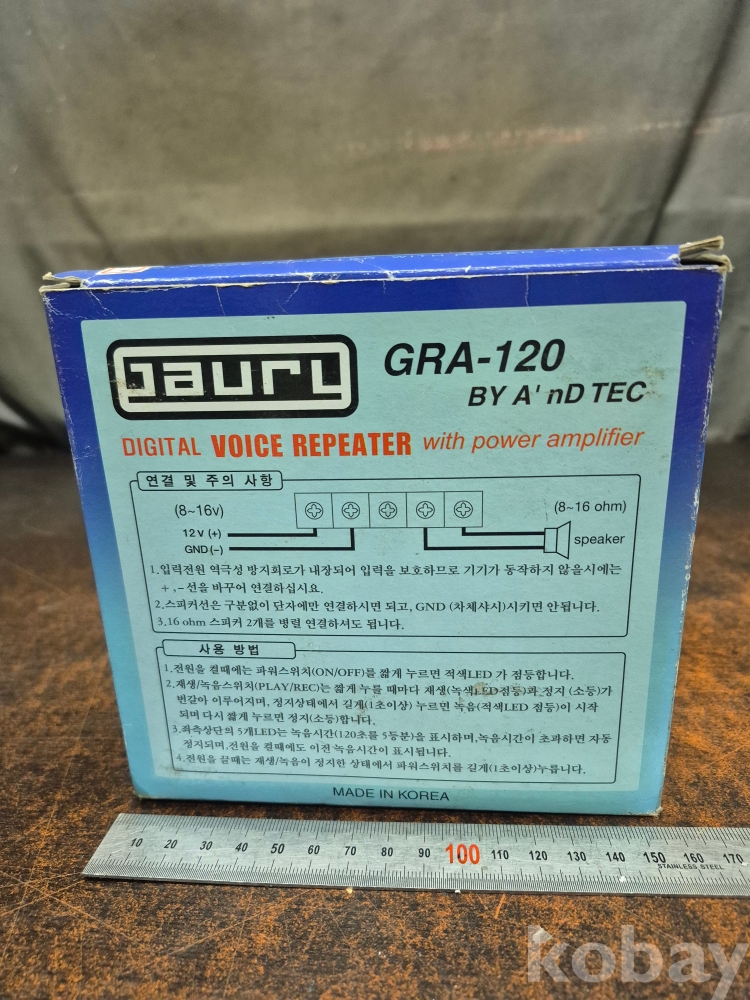 JAURY
GRA-120
BY A' nD TEC
DIGITAL VOICE REPEATER with power amplifier
연결 및 주의 사항
(8~16v)
(8~16 ohm)
12 v (+)
GND (-)
speaker
1.입력전원 역극성 방지회로가 내장되어 입력을 보호하므로 기기가 동작하지 않을시에는
+ ,- 선을 바꾸어 연결하십시요.
2.스피커선은 구분없이 단자에만 연결하시면 되고, GND (차체샤시)시키면 안됩니다.
3.16 ohm 스피커 2개를 병렬 연결하셔도 됩니다.
사용 방법
1.전원을 켤때에는 파워스위치(ON/OFF)를 짧게 누르면 적색LED 가 점등합니다.
2.재생/녹음스위치(PLAY/REC)는 짧게 누를 때마다 재생(녹색LED점등)과 정지 (소등)가
번갈아 이루어지며, 정지상태에서 길게(1초이상) 누르면 녹음(적색LED 점등)이 시작
되며 다시 짧게 누르면 정지(소등)합니다.
3.좌측상단의 5개LED는 녹음시간(120초를 5등분)을 표시하며,녹음시간이 초과하면 자동
정지되며,전원을 켤때에도 이전 녹음시간이 표시됩니다.
4.전원을 끌때는 재생/녹음이 정지한 상태에서 파워스위치를 길게(1초이상)누릅니다.
MADE IN KOREA
10 20 30 40 50 60 70 80 90 100 110 120 130 140 150 160 170
STAINLESS STEEL
kobay